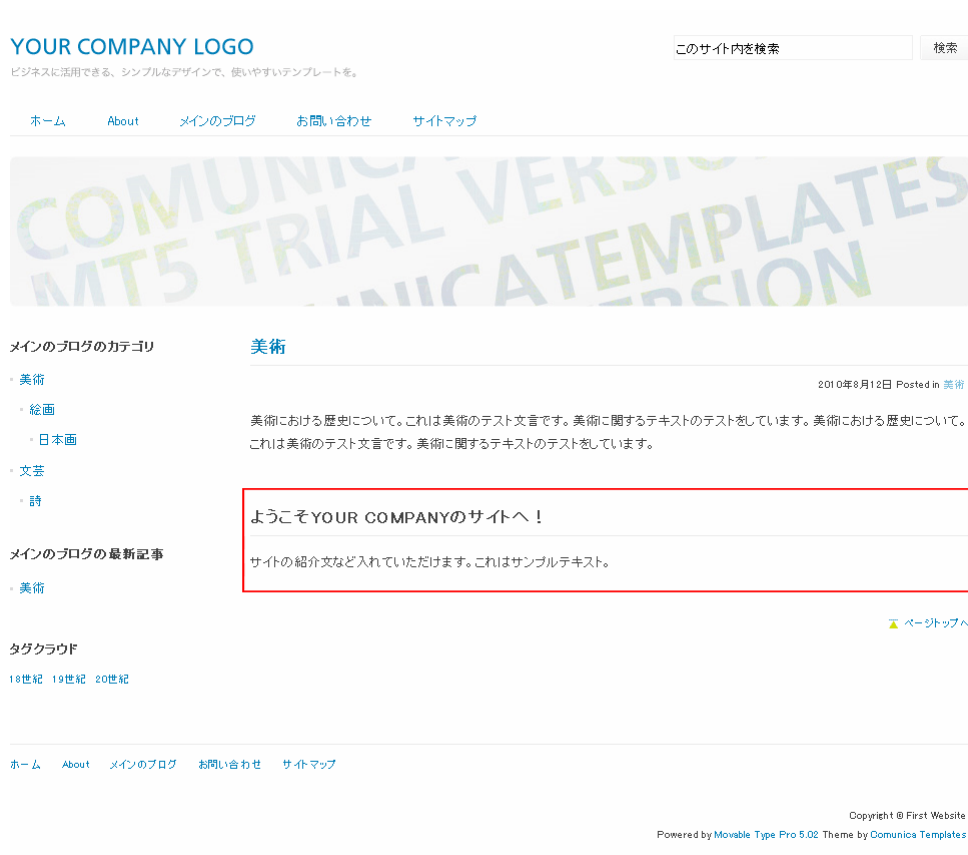 YOUR COMPANY LOGO
このサイト内を検索
検索
ビジネスに活用できる、シンプルなデザインで、使いやすいテンプレートを。
ホーム About メインのブログ お問い合わせ サイトマップ
COMUNICATEMPLATES
MT5 TRIAL VERSION
COMUNICATEMPLATES
VERSION
メインのブログのカテゴリ
美術
絵画
日本画
文芸
詩
メインのブログの最新記事
美術
タグクラウド
18世紀 19世紀 20世紀
美術
2010年8月12日 Posted in 美術
美術における歴史について。これは美術のテスト文言です。美術に関するテキストのテストをしています。美術における歴史について。
これは美術のテスト文言です。美術に関するテキストのテストをしています。
ようこそYOUR COMPANYのサイトへ！
サイトの紹介文など入れていただけます。これはサンプルテキスト。
ページトップへ
ホーム About メインのブログ お問い合わせ サイトマップ
Copyright © First Website
Powered by Movable Type Pro 5.02 Theme by Comunica Templates